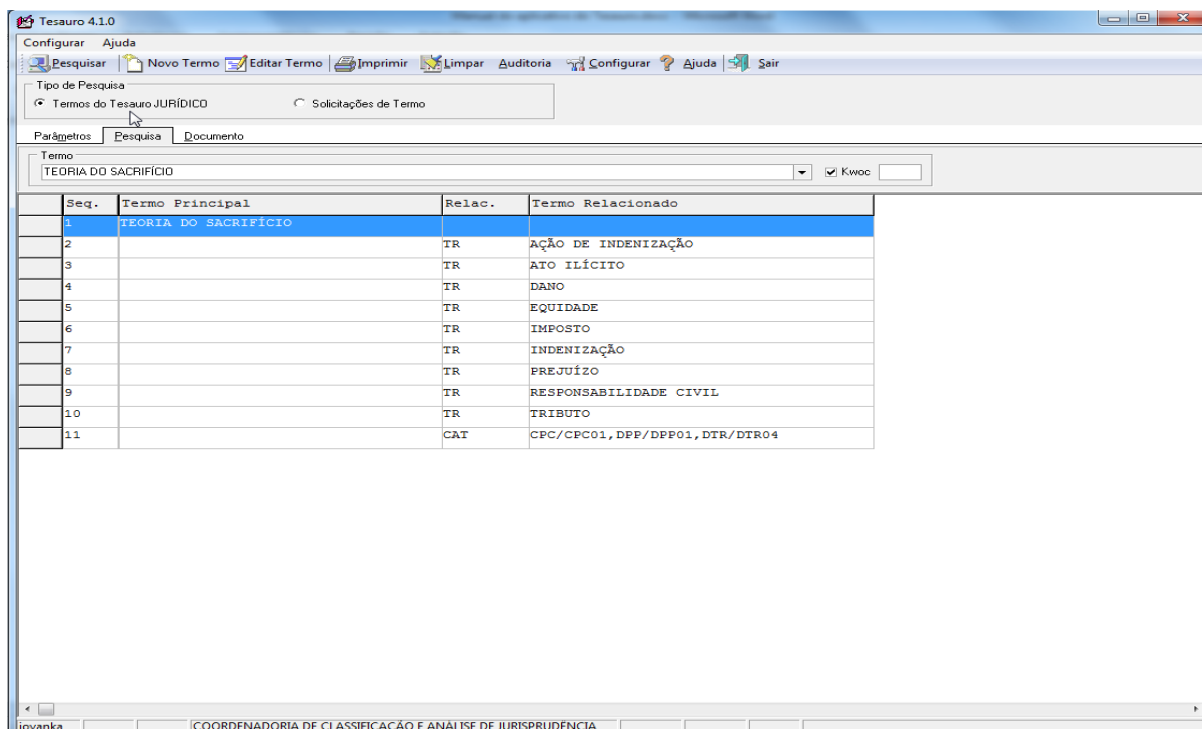 Tesauro 4.1.0
Configurar Ajuda
Pesquisar Novo Termo Editar Termo Imprimir Limpar Auditoria Configurar Ajuda Sair
Tipo de Pesquisa
Termos do Tesauro JURÍDICO Solicitações de Termo
Parâmetros Pesquisa Documento
Termo
TEORIA DO SACRIFÍCIO Kwoc
Seq. Termo Principal Relac. Termo Relacionado
1 TEORIA DO SACRIFÍCIO
2 TR AÇÃO DE INDENIZAÇÃO
3 TR ATO ILÍCITO
4 TR DANO
5 TR EQUIDADE
6 TR IMPOSTO
7 TR INDENIZAÇÃO
8 TR PREJUÍZO
9 TR RESPONSABILIDADE CIVIL
10 TR TRIBUTO
11 CAT CPC/CPC01,DPP/DPP01,DTR/DTR04
jovanka COORDENADORIA DE CLASSIFICAÇÃO E ANÁLISE DE JURISPRUDÊNCIA